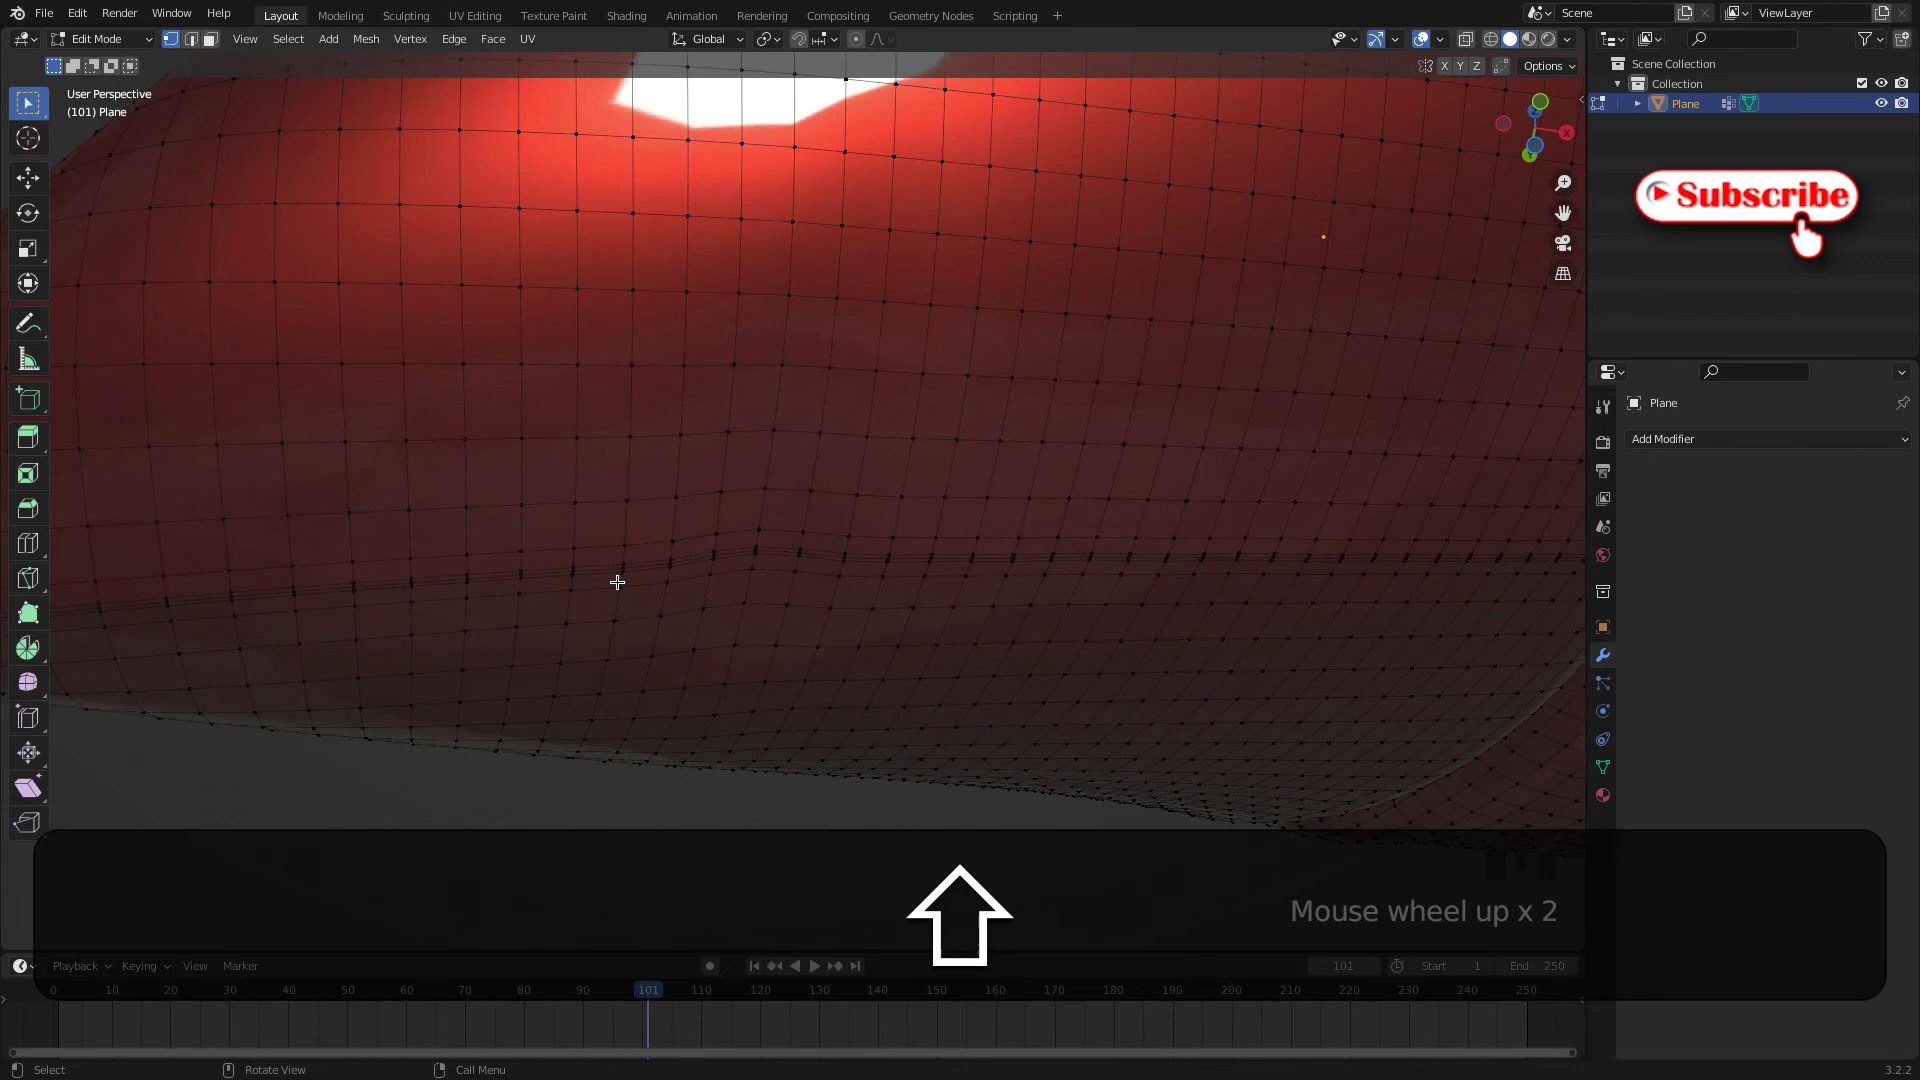 File Edit Render Window Help Layout Modeling Sculpting UV Editing Texture Paint Shading Animation Rendering Compositing Geometry Nodes Scripting + Scene ViewLayer
Edit Mode View Select Add Mesh Vertex Edge Face UV Global
X Y Z Options
User Perspective
(101) Plane
X
Scene Collection
Collection
Plane
Subscribe
Plane
Add Modifier
Mouse wheel up x 2
Playback Keying View Marker 101 Start 1 End 250
0 10 20 30 40 50 60 70 80 90 101 110 120 130 140 150 160 170 180 190 200 210 220 230 240 250
Select Rotate View Call Menu 3.2.2